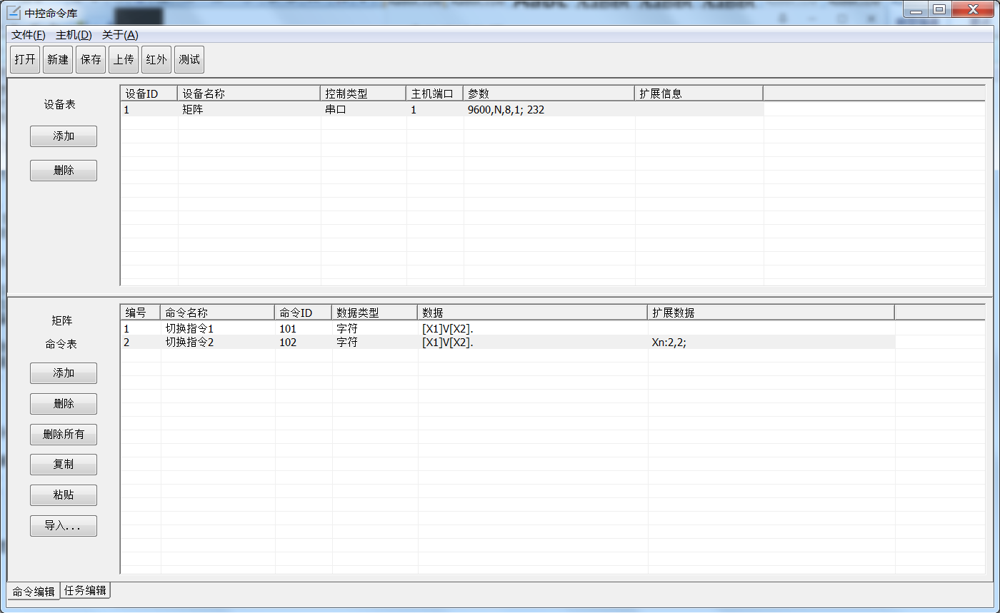 中控命令库
文件(F) 主机(D) 关于(A)
打开 新建 保存 上传 红外 测试
设备表
添加
删除
设备ID 设备名称 控制类型 主机端口 参数 扩展信息
1 矩阵 串口 1 9600,N,8,1; 232
矩阵
命令表
添加
删除
删除所有
复制
粘贴
导入...
编号 命令名称 命令ID 数据类型 数据 扩展数据
1 切换指令1 101 字符 [X1]V[X2].
2 切换指令2 102 字符 [X1]V[X2]. Xn:2,2;
命令编辑 任务编辑